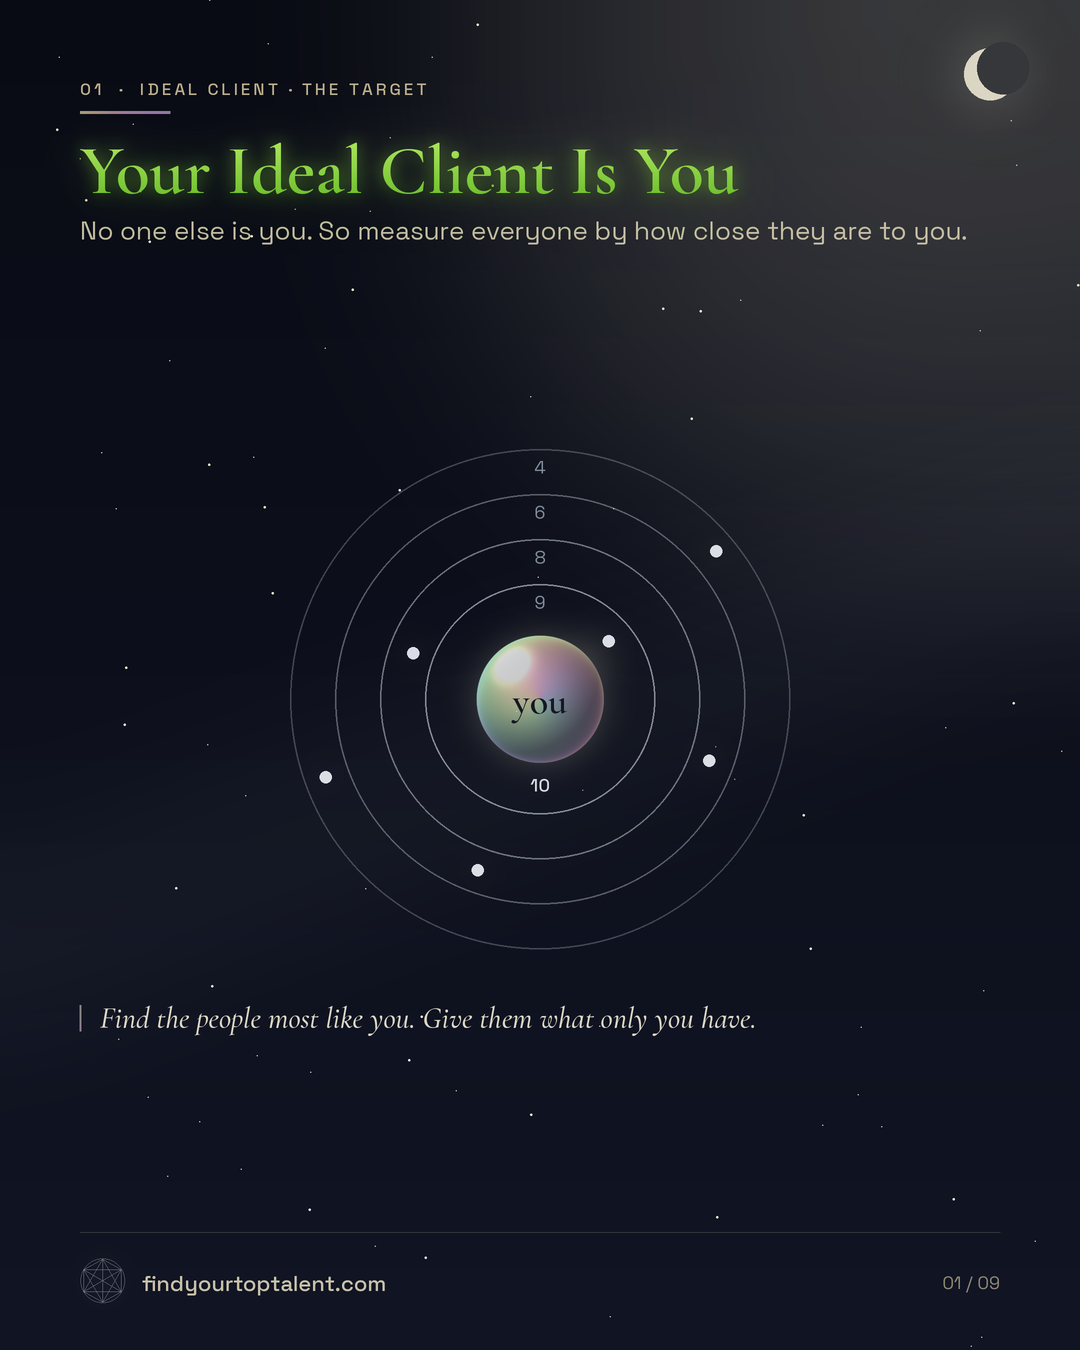 01 · IDEAL CLIENT · THE TARGET
Your Ideal Client Is You
No one else is you. So measure everyone by how close they are to you.
4
6
8
9
you
10
Find the people most like you. Give them what only you have.
findyourtoptalent.com
01 / 09